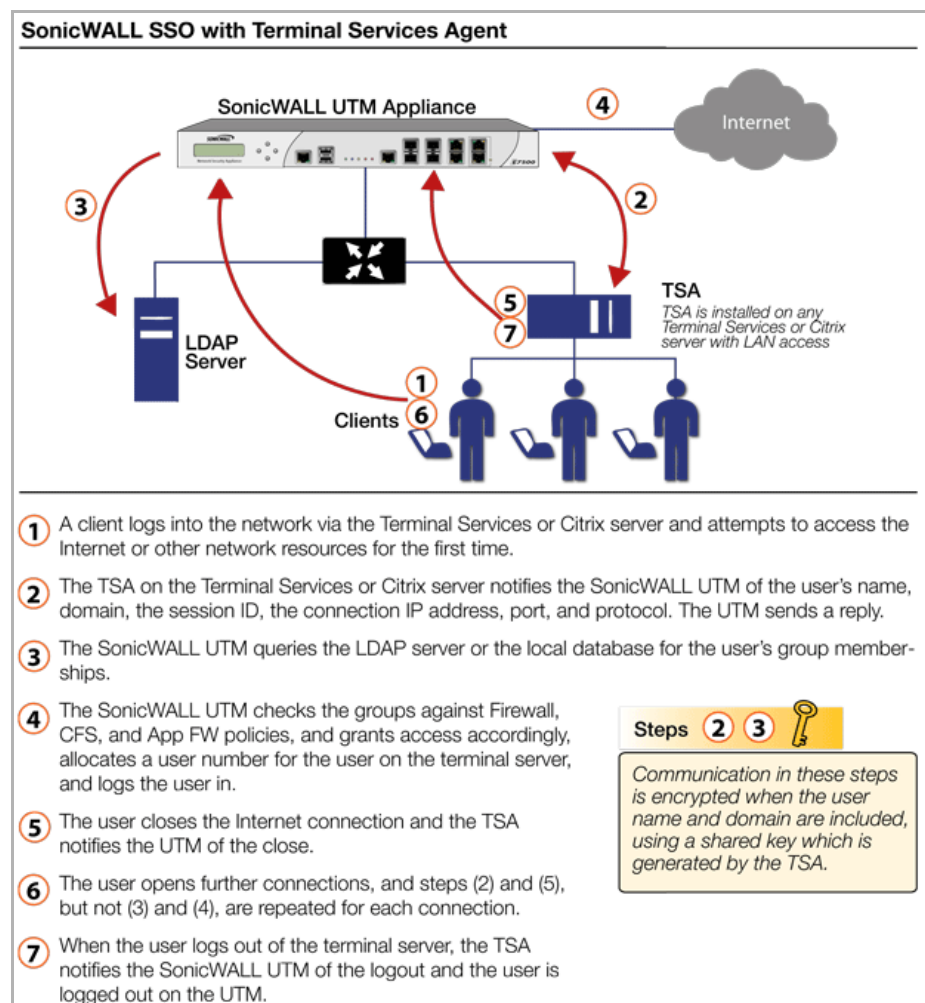 SonicWALL SSO with Terminal Services Agent
SonicWALL UTM Appliance
4
Internet
SONICWALL
Network Security Appliance
E7500
3
2
LDAP
Server
5
7
TSA
TSA is installed on any
Terminal Services or Citrix
server with LAN access
1
Clients
6
1 A client logs into the network via the Terminal Services or Citrix server and attempts to access the
Internet or other network resources for the first time.
2 The TSA on the Terminal Services or Citrix server notifies the SonicWALL UTM of the user's name,
domain, the session ID, the connection IP address, port, and protocol. The UTM sends a reply.
3 The SonicWALL UTM queries the LDAP server or the local database for the user's group member-
ships.
4 The SonicWALL UTM checks the groups against Firewall,
CFS, and App FW policies, and grants access accordingly,
allocates a user number for the user on the terminal server,
and logs the user in.
5 The user closes the Internet connection and the TSA
notifies the UTM of the close.
6 The user opens further connections, and steps (2) and (5),
but not (3) and (4), are repeated for each connection.
7 When the user logs out of the terminal server, the TSA
notifies the SonicWALL UTM of the logout and the user is
logged out on the UTM.
Steps 2 3
Communication in these steps
is encrypted when the user
name and domain are included,
using a shared key which is
generated by the TSA.